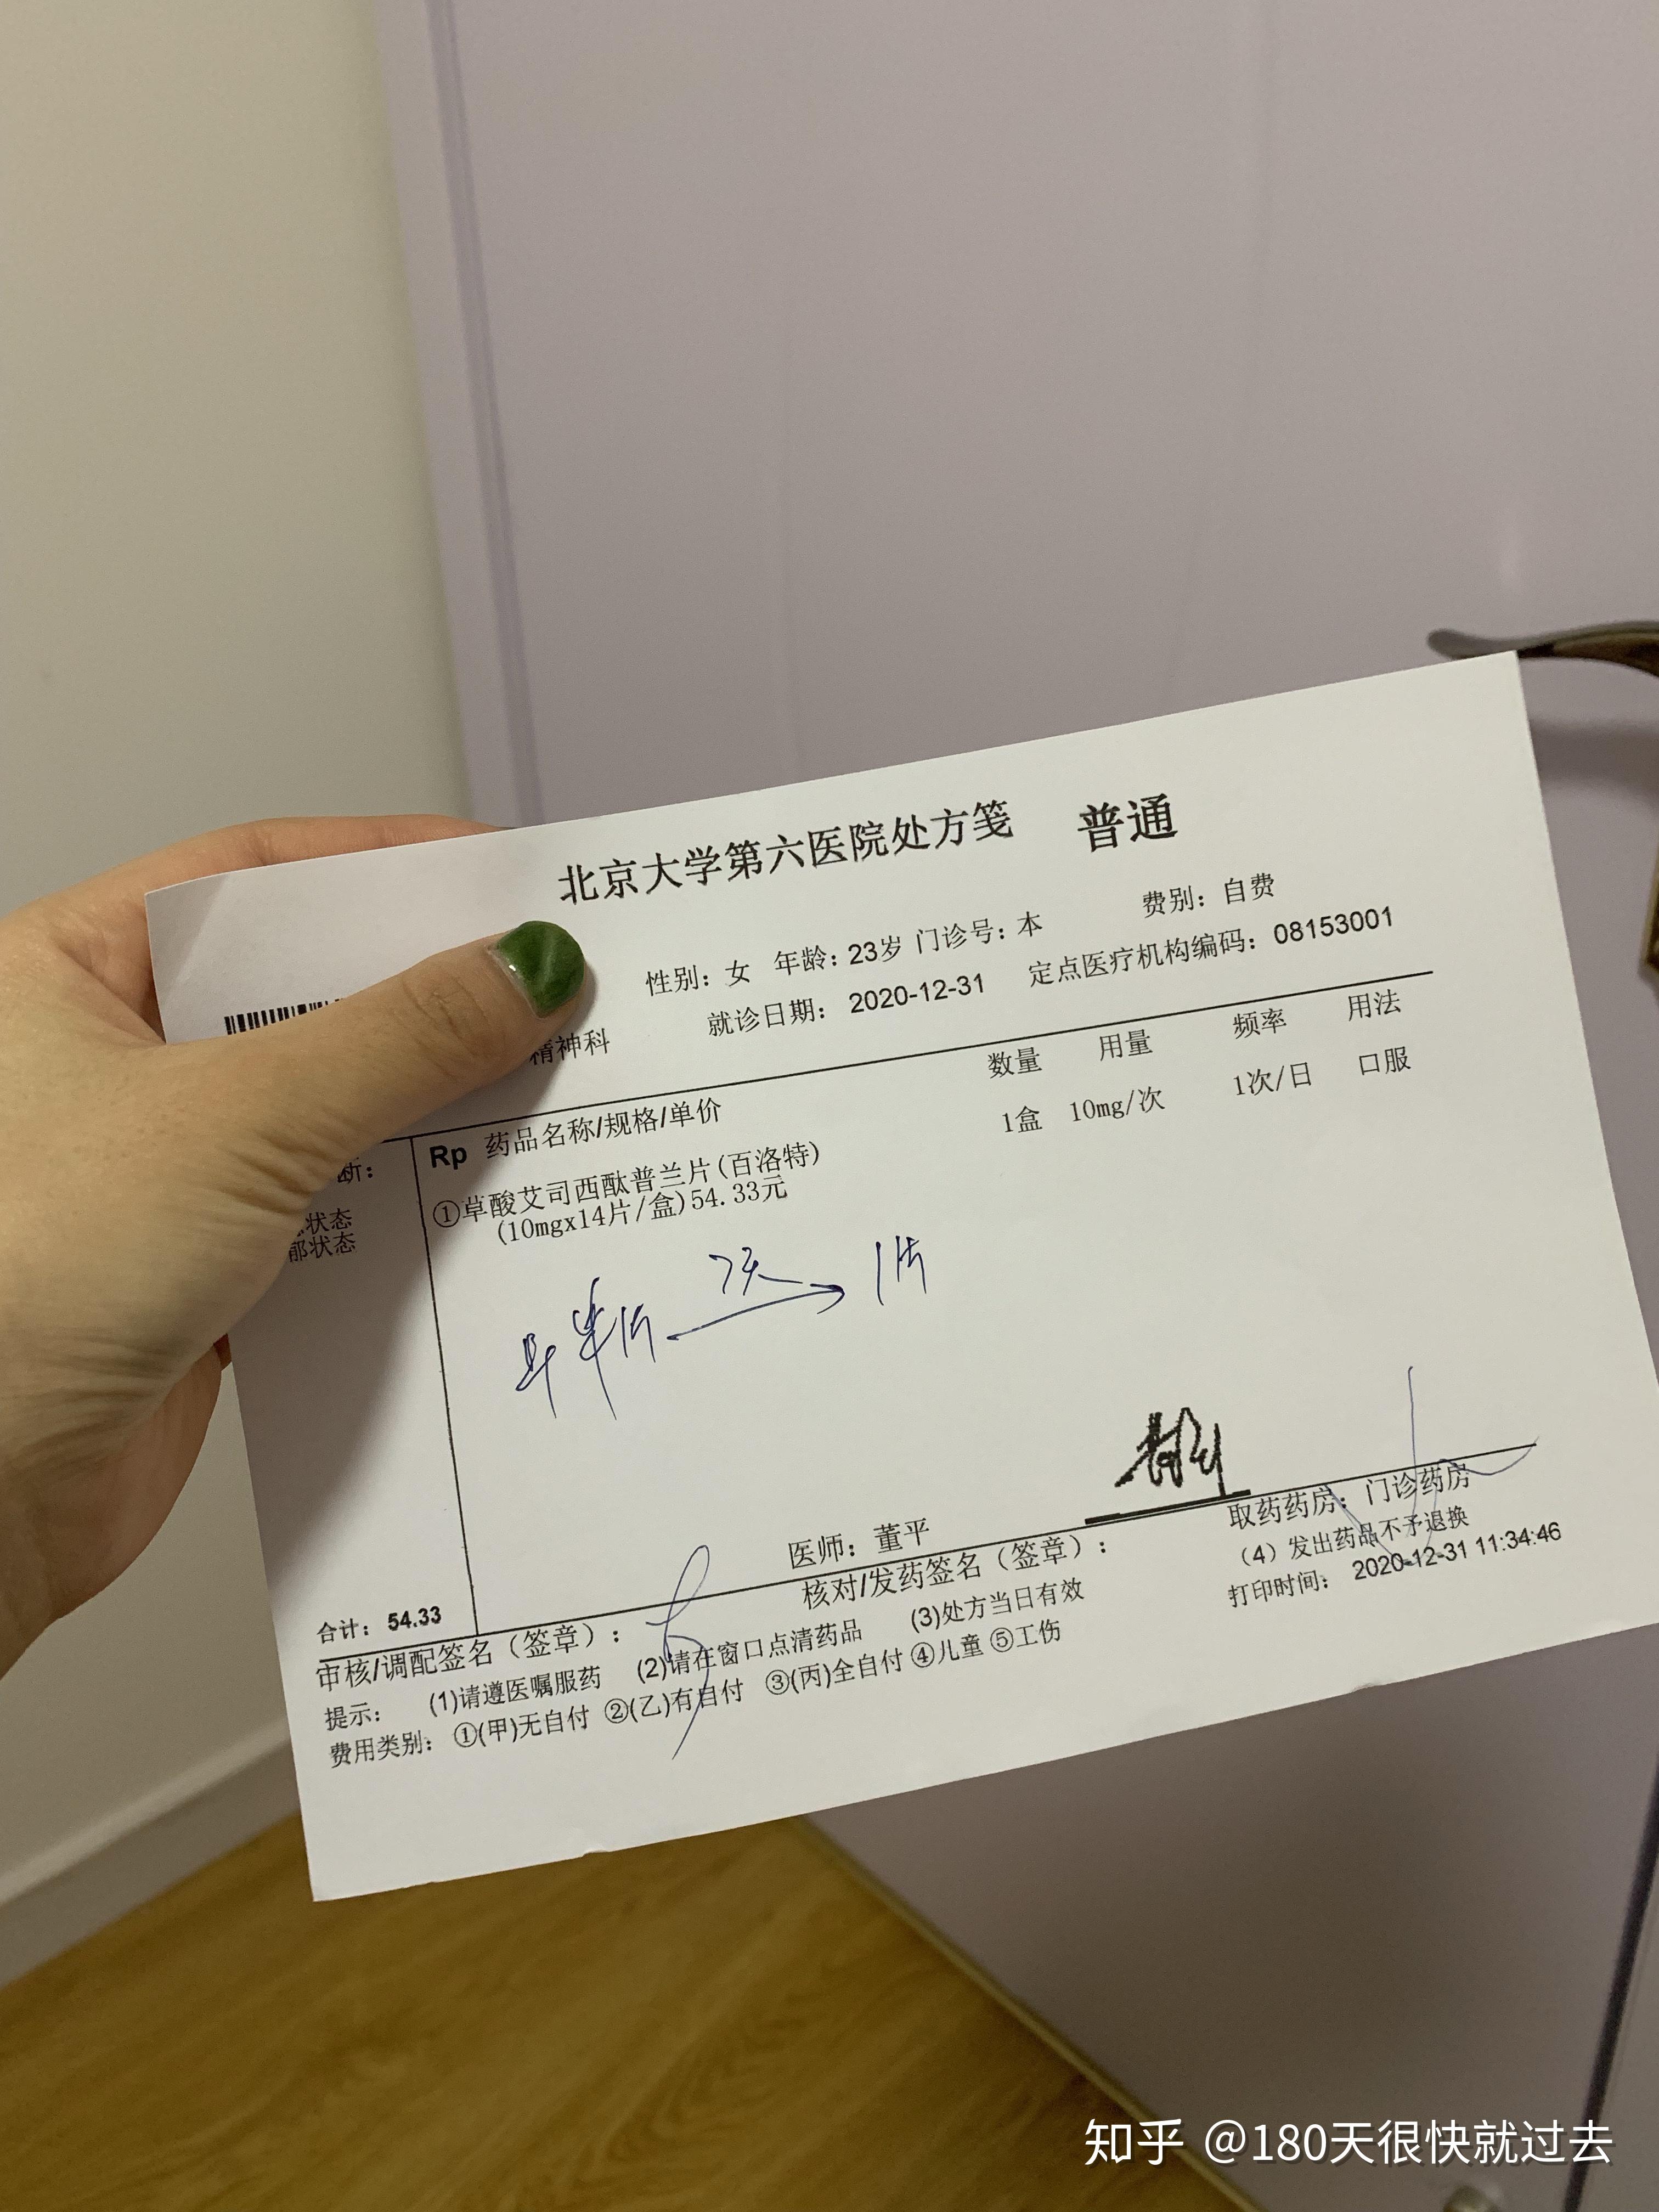 北京大学第六医院处方笺 普通
性别：女 年龄：23岁 门诊号：本 费别：自费
精神科 就诊日期：2020-12-31 定点医疗机构编码：08153001
断：
状态
郁状态
Rp 药品名称/规格/单价 数量 用量 频率 用法
①草酸艾司西酞普兰片(百洛特) 1盒 10mg/次 1次/日 口服
(10mgx14片/盒)54.33元
早 半片 7天→ 1片
医师：董平
合计：54.33
审核/调配签名（签章）： 核对/发药签名（签章）： 取药药房：门诊药房
提示： (1)请遵医嘱服药 (2)请在窗口点清药品 (3)处方当日有效 （4）发出药品不予退换
费用类别：①(甲)无自付 ②(乙)有自付 ③(丙)全自付 ④儿童 ⑤工伤 打印时间：2020-12-31 11:34:46
知乎 @180天很快就过去